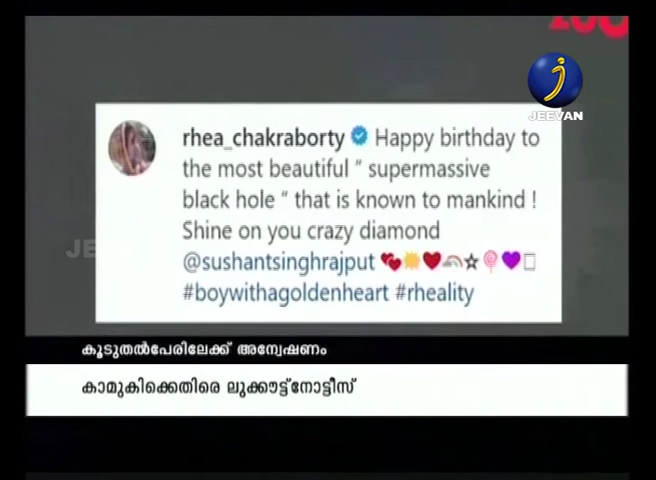 JEEVAN
rhea_chakraborty Happy birthday to
the most beautiful " supermassive
black hole " that is known to mankind !
Shine on you crazy diamond
@sushantsinghrajput 💕☀️❤️🌈☆🍭💜
#boywithagoldenheart #rheality
കൂടുതൽപേരിലേക്ക് അന്വേഷണം
കാമുകിക്കെതിരെ ലുക്കൗട്ട്നോട്ടീസ്